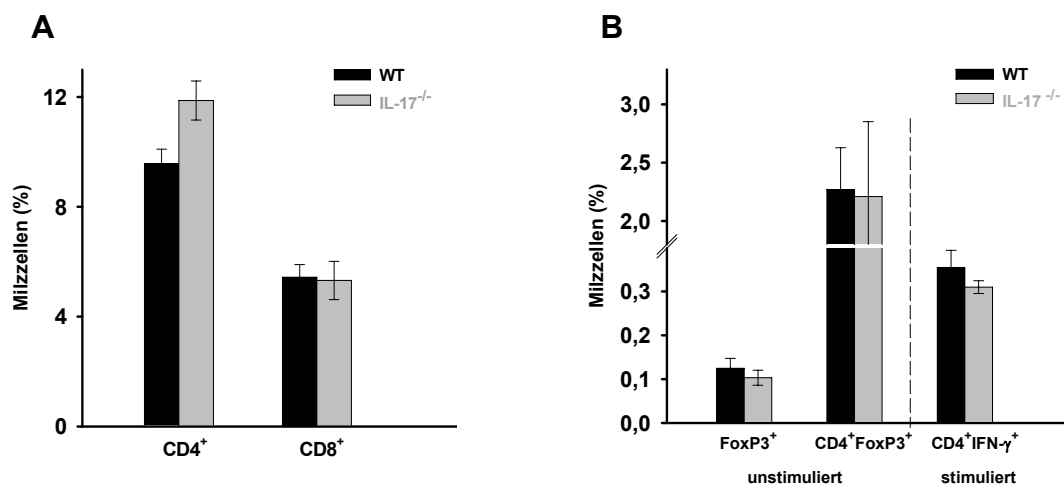 A
Milzzellen (%)
12
8
4
0
WT
IL-17-/-
CD4+
CD8+
B
Milzzellen (%)
3,0
2,5
2,0
0,3
0,2
0,1
0,0
WT
IL-17 -/-
FoxP3+
CD4+FoxP3+
CD4+IFN-γ+
unstimuliert
stimuliert